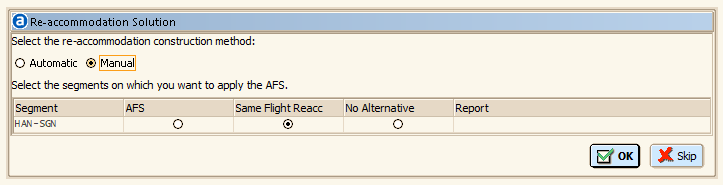 a Re-accommodation Solution
Select the re-accommodation construction method:
Automatic Manual
Select the segments on which you want to apply the AFS.
Segment AFS Same Flight Reacc No Alternative Report
HAN-SGN
OK Skip